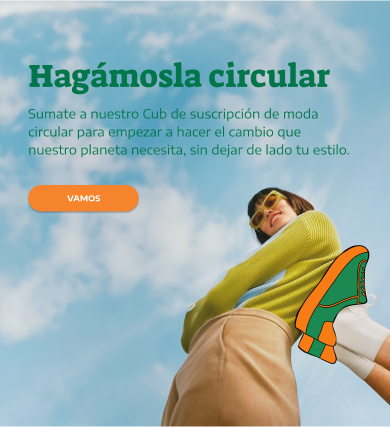 Hagámosla circular
Sumate a nuestro Cub de suscripción de moda
circular para empezar a hacer el cambio que
nuestro planeta necesita, sin dejar de lado tu estilo.
VAMOS